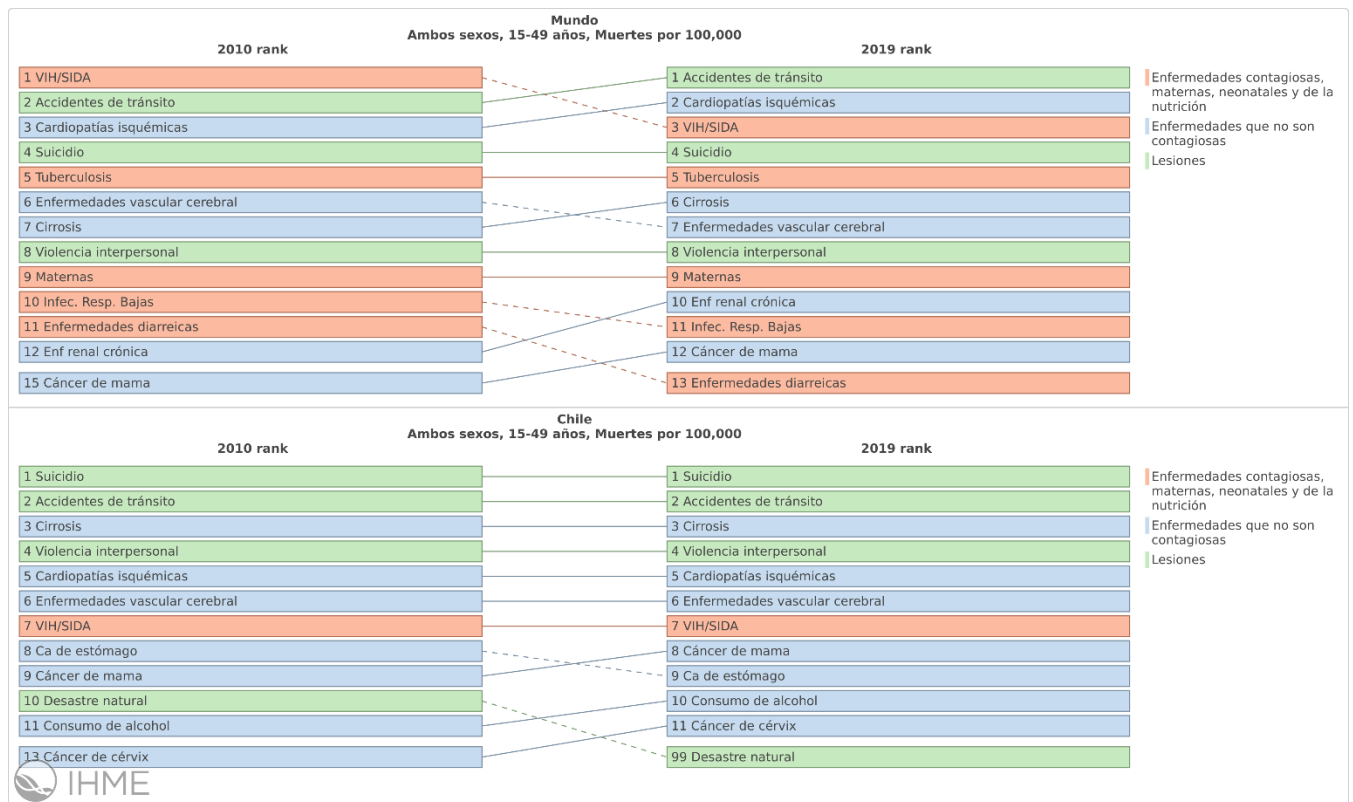 Mundo
Ambos sexos, 15-49 años, Muertes por 100,000
2010 rank
2019 rank
1 VIH/SIDA
2 Accidentes de tránsito
3 Cardiopatías isquémicas
4 Suicidio
5 Tuberculosis
6 Enfermedades vascular cerebral
7 Cirrosis
8 Violencia interpersonal
9 Maternas
10 Infec. Resp. Bajas
11 Enfermedades diarreicas
12 Enf renal crónica
15 Cáncer de mama
1 Accidentes de tránsito
2 Cardiopatías isquémicas
3 VIH/SIDA
4 Suicidio
5 Tuberculosis
6 Cirrosis
7 Enfermedades vascular cerebral
8 Violencia interpersonal
9 Maternas
10 Enf renal crónica
11 Infec. Resp. Bajas
12 Cáncer de mama
13 Enfermedades diarreicas
Enfermedades contagiosas,
maternas, neonatales y de la
nutrición
Enfermedades que no son
contagiosas
Lesiones
Chile
Ambos sexos, 15-49 años, Muertes por 100,000
2010 rank
2019 rank
1 Suicidio
2 Accidentes de tránsito
3 Cirrosis
4 Violencia interpersonal
5 Cardiopatías isquémicas
6 Enfermedades vascular cerebral
7 VIH/SIDA
8 Ca de estómago
9 Cáncer de mama
10 Desastre natural
11 Consumo de alcohol
13 Cáncer de cérvix
1 Suicidio
2 Accidentes de tránsito
3 Cirrosis
4 Violencia interpersonal
5 Cardiopatías isquémicas
6 Enfermedades vascular cerebral
7 VIH/SIDA
8 Cáncer de mama
9 Ca de estómago
10 Consumo de alcohol
11 Cáncer de cérvix
99 Desastre natural
Enfermedades contagiosas,
maternas, neonatales y de la
nutrición
Enfermedades que no son
contagiosas
Lesiones
IHME